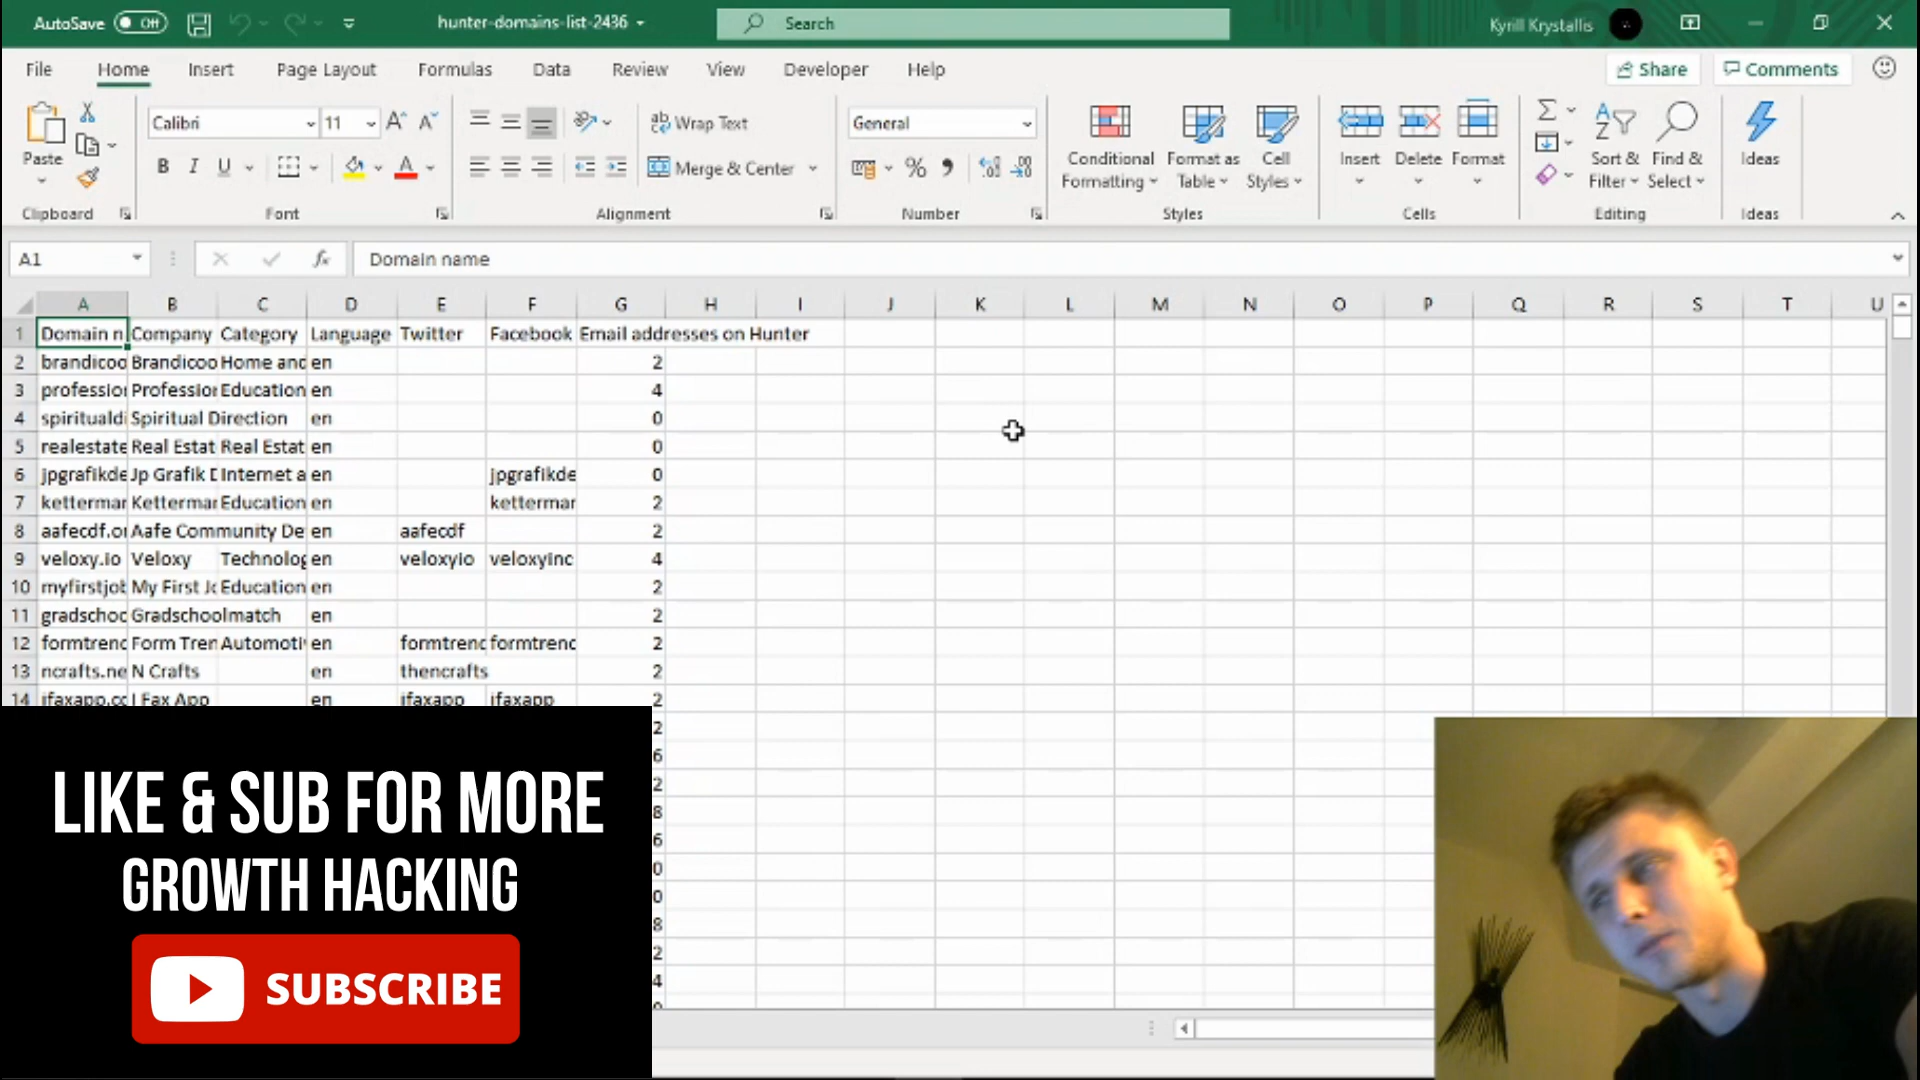 AutoSave Off hunter-domains-list-2436 Search Kyrill Krystallis
File Home Insert Page Layout Formulas Data Review View Developer Help Share Comments
Calibri 11 Wrap Text General
Paste B I U Merge & Center % Conditional Formatting Format as Table Cell Styles Insert Delete Format Sort & Filter Find & Select Ideas
Clipboard Font Alignment Number Styles Cells Editing Ideas
A1 fx Domain name
A B C D E F G H I J K L M N O P Q R S T U
1 Domain n Company Category Language Twitter Facebook Email addresses on Hunter
2 brandicoo Brandicoo Home and en 2
3 profession Profession Education en 4
4 spirituald Spiritual Direction en 0
5 realestate Real Estat Real Estat en 0
6 jpgrafikde Jp Grafik D Internet a en jpgrafikde 0
7 ketterman Ketterman Education en ketterman 2
8 aafecdf.o Aafe Community De en aafecdf 2
9 veloxy.io Veloxy Technolog en veloxyio veloxyinc 4
10 myfirstjob My First Jo Education en 2
11 gradschoo Gradschoolmatch en 2
12 formtrend Form Tren Automoti en formtrend formtrend 2
13 ncrafts.ne N Crafts en thencrafts 2
14 ifaxapp.co I Fax App en ifaxapp ifaxapp 2
2
6
2
8
6
0
0
8
2
4
LIKE & SUB FOR MORE
GROWTH HACKING
SUBSCRIBE